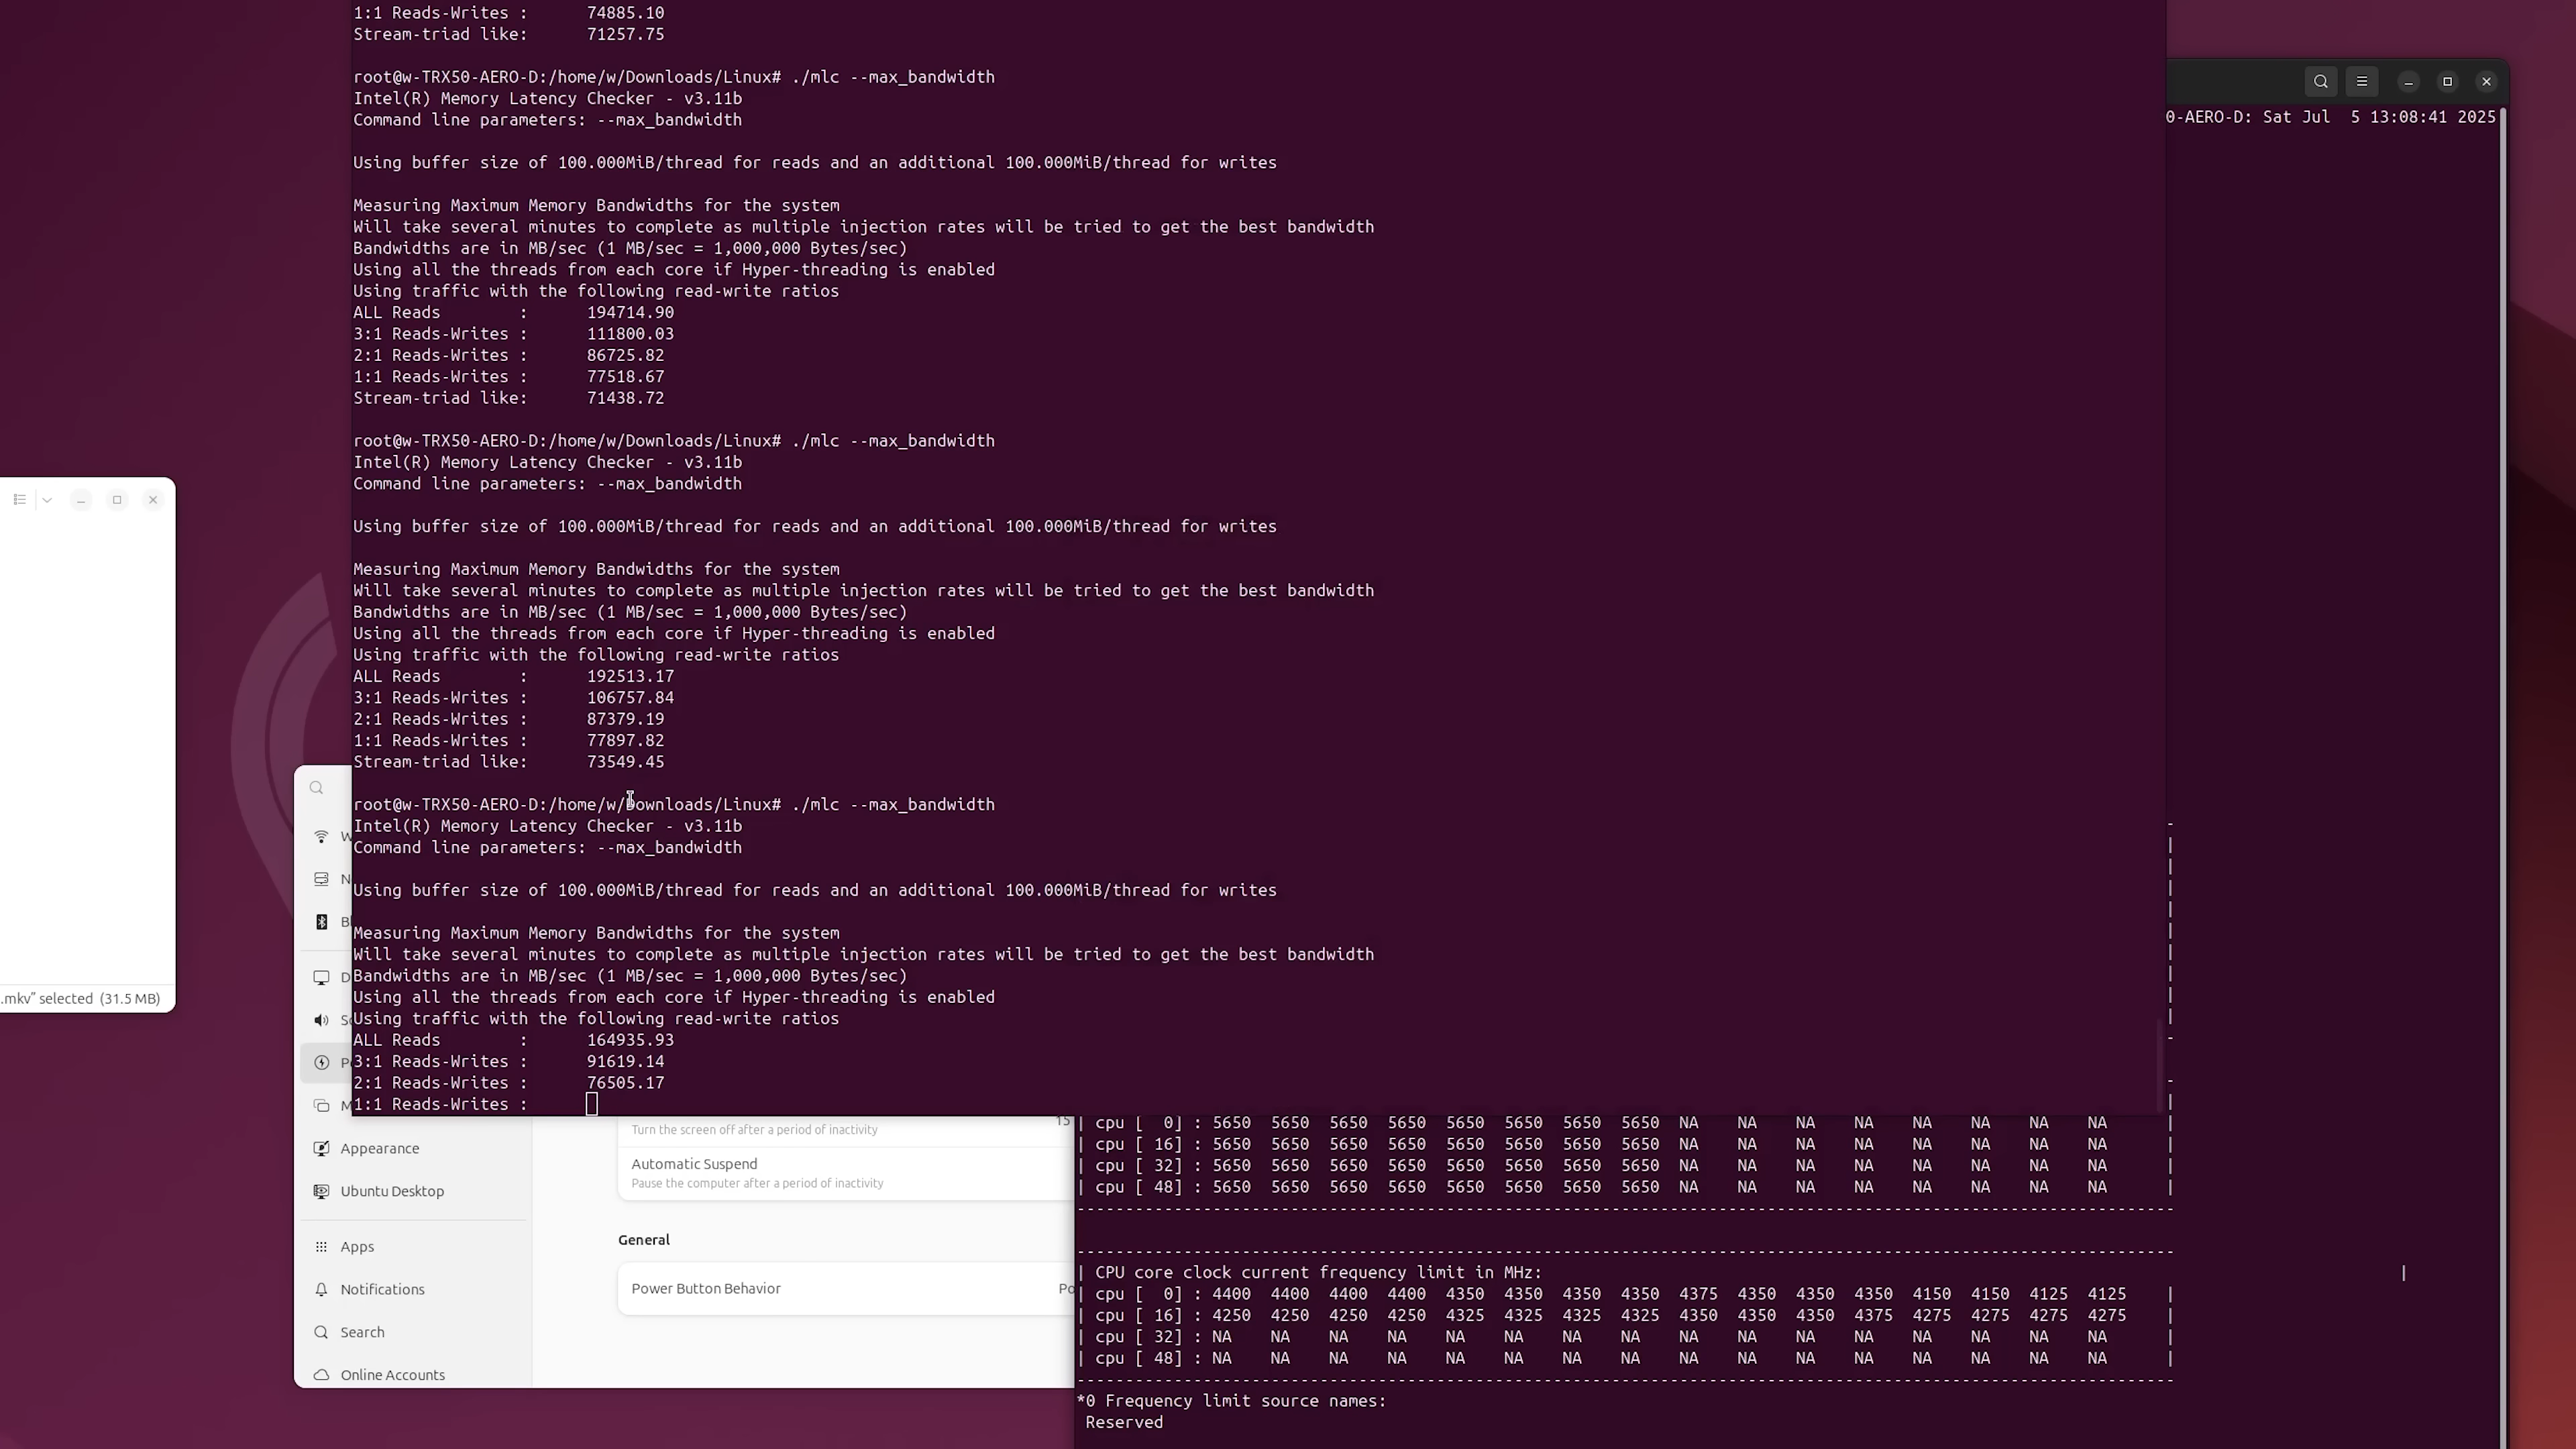 1:1 Reads-Writes :      74885.10
Stream-triad like:      71257.75
root@w-TRX50-AERO-D:/home/w/Downloads/Linux# ./mlc --max_bandwidth
Intel(R) Memory Latency Checker - v3.11b
Command line parameters: --max_bandwidth
Using buffer size of 100.000MiB/thread for reads and an additional 100.000MiB/thread for writes
Measuring Maximum Memory Bandwidths for the system
Will take several minutes to complete as multiple injection rates will be tried to get the best bandwidth
Bandwidths are in MB/sec (1 MB/sec = 1,000,000 Bytes/sec)
Using all the threads from each core if Hyper-threading is enabled
Using traffic with the following read-write ratios
ALL Reads        :      194714.90
3:1 Reads-Writes :      111800.03
2:1 Reads-Writes :      86725.82
1:1 Reads-Writes :      77518.67
Stream-triad like:      71438.72
root@w-TRX50-AERO-D:/home/w/Downloads/Linux# ./mlc --max_bandwidth
Intel(R) Memory Latency Checker - v3.11b
Command line parameters: --max_bandwidth
Using buffer size of 100.000MiB/thread for reads and an additional 100.000MiB/thread for writes
Measuring Maximum Memory Bandwidths for the system
Will take several minutes to complete as multiple injection rates will be tried to get the best bandwidth
Bandwidths are in MB/sec (1 MB/sec = 1,000,000 Bytes/sec)
Using all the threads from each core if Hyper-threading is enabled
Using traffic with the following read-write ratios
ALL Reads        :      192513.17
3:1 Reads-Writes :      106757.84
2:1 Reads-Writes :      87379.19
1:1 Reads-Writes :      77897.82
Stream-triad like:      73549.45
root@w-TRX50-AERO-D:/home/w/Downloads/Linux# ./mlc --max_bandwidth
Intel(R) Memory Latency Checker - v3.11b
Command line parameters: --max_bandwidth
Using buffer size of 100.000MiB/thread for reads and an additional 100.000MiB/thread for writes
Measuring Maximum Memory Bandwidths for the system
Will take several minutes to complete as multiple injection rates will be tried to get the best bandwidth
Bandwidths are in MB/sec (1 MB/sec = 1,000,000 Bytes/sec)
Using all the threads from each core if Hyper-threading is enabled
Using traffic with the following read-write ratios
ALL Reads        :      164935.93
3:1 Reads-Writes :      91619.14
2:1 Reads-Writes :      76505.17
1:1 Reads-Writes :
0-AERO-D: Sat Jul  5 13:08:41 2025
.mkv" selected (31.5 MB)
Appearance
Ubuntu Desktop
Apps
Notifications
Search
Online Accounts
15
Turn the screen off after a period of inactivity
Automatic Suspend
Pause the computer after a period of inactivity
General
Power Button Behavior
Po
| cpu [  0] : 5650  5650  5650  5650  5650  5650  5650  5650  NA    NA    NA    NA    NA    NA    NA    NA    |
| cpu [ 16] : 5650  5650  5650  5650  5650  5650  5650  5650  NA    NA    NA    NA    NA    NA    NA    NA    |
| cpu [ 32] : 5650  5650  5650  5650  5650  5650  5650  5650  NA    NA    NA    NA    NA    NA    NA    NA    |
| cpu [ 48] : 5650  5650  5650  5650  5650  5650  5650  5650  NA    NA    NA    NA    NA    NA    NA    NA    |
| CPU core clock current frequency limit in MHz: |
| cpu [  0] : 4400  4400  4400  4400  4350  4350  4350  4350  4375  4350  4350  4350  4150  4150  4125  4125  |
| cpu [ 16] : 4250  4250  4250  4250  4325  4325  4325  4325  4350  4350  4350  4375  4275  4275  4275  4275  |
| cpu [ 32] : NA    NA    NA    NA    NA    NA    NA    NA    NA    NA    NA    NA    NA    NA    NA    NA    |
| cpu [ 48] : NA    NA    NA    NA    NA    NA    NA    NA    NA    NA    NA    NA    NA    NA    NA    NA    |
*0 Frequency limit source names:
Reserved